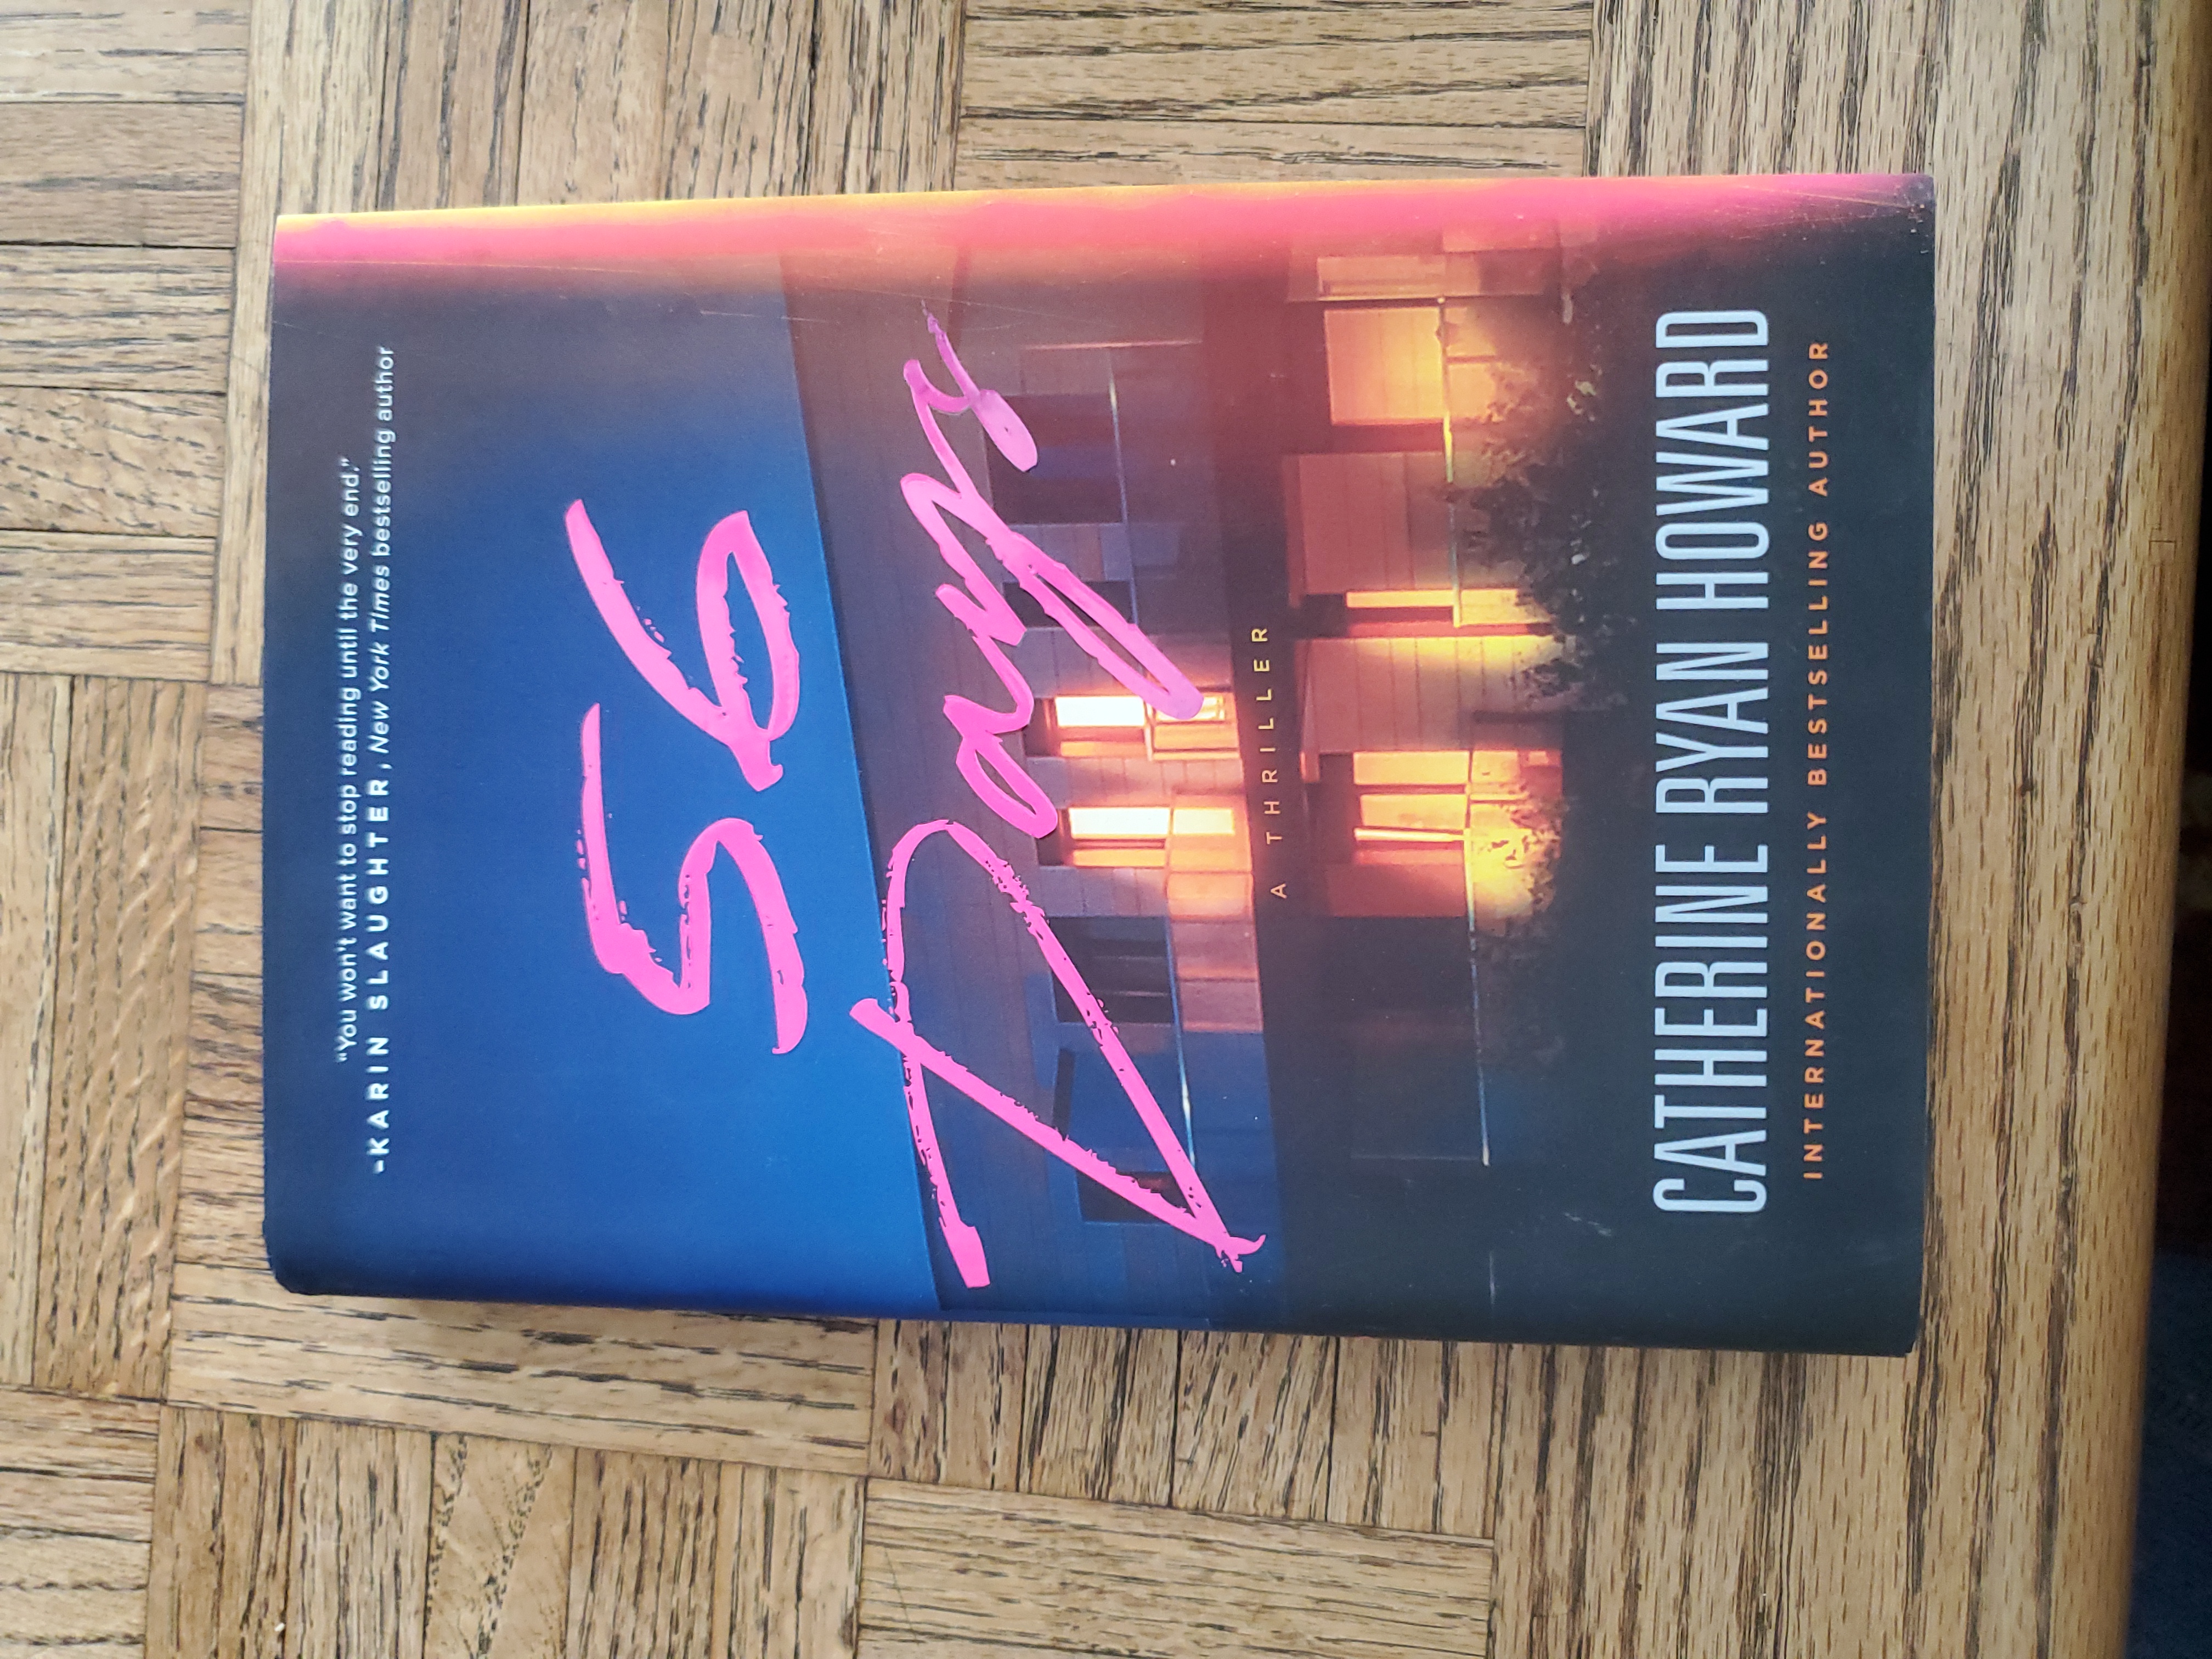 "You won't want to stop reading until the very end."
-KARIN SLAUGHTER, New York Times bestselling author
56
Days
A THRILLER
CATHERINE RYAN HOWARD
INTERNATIONALLY BESTSELLING AUTHOR